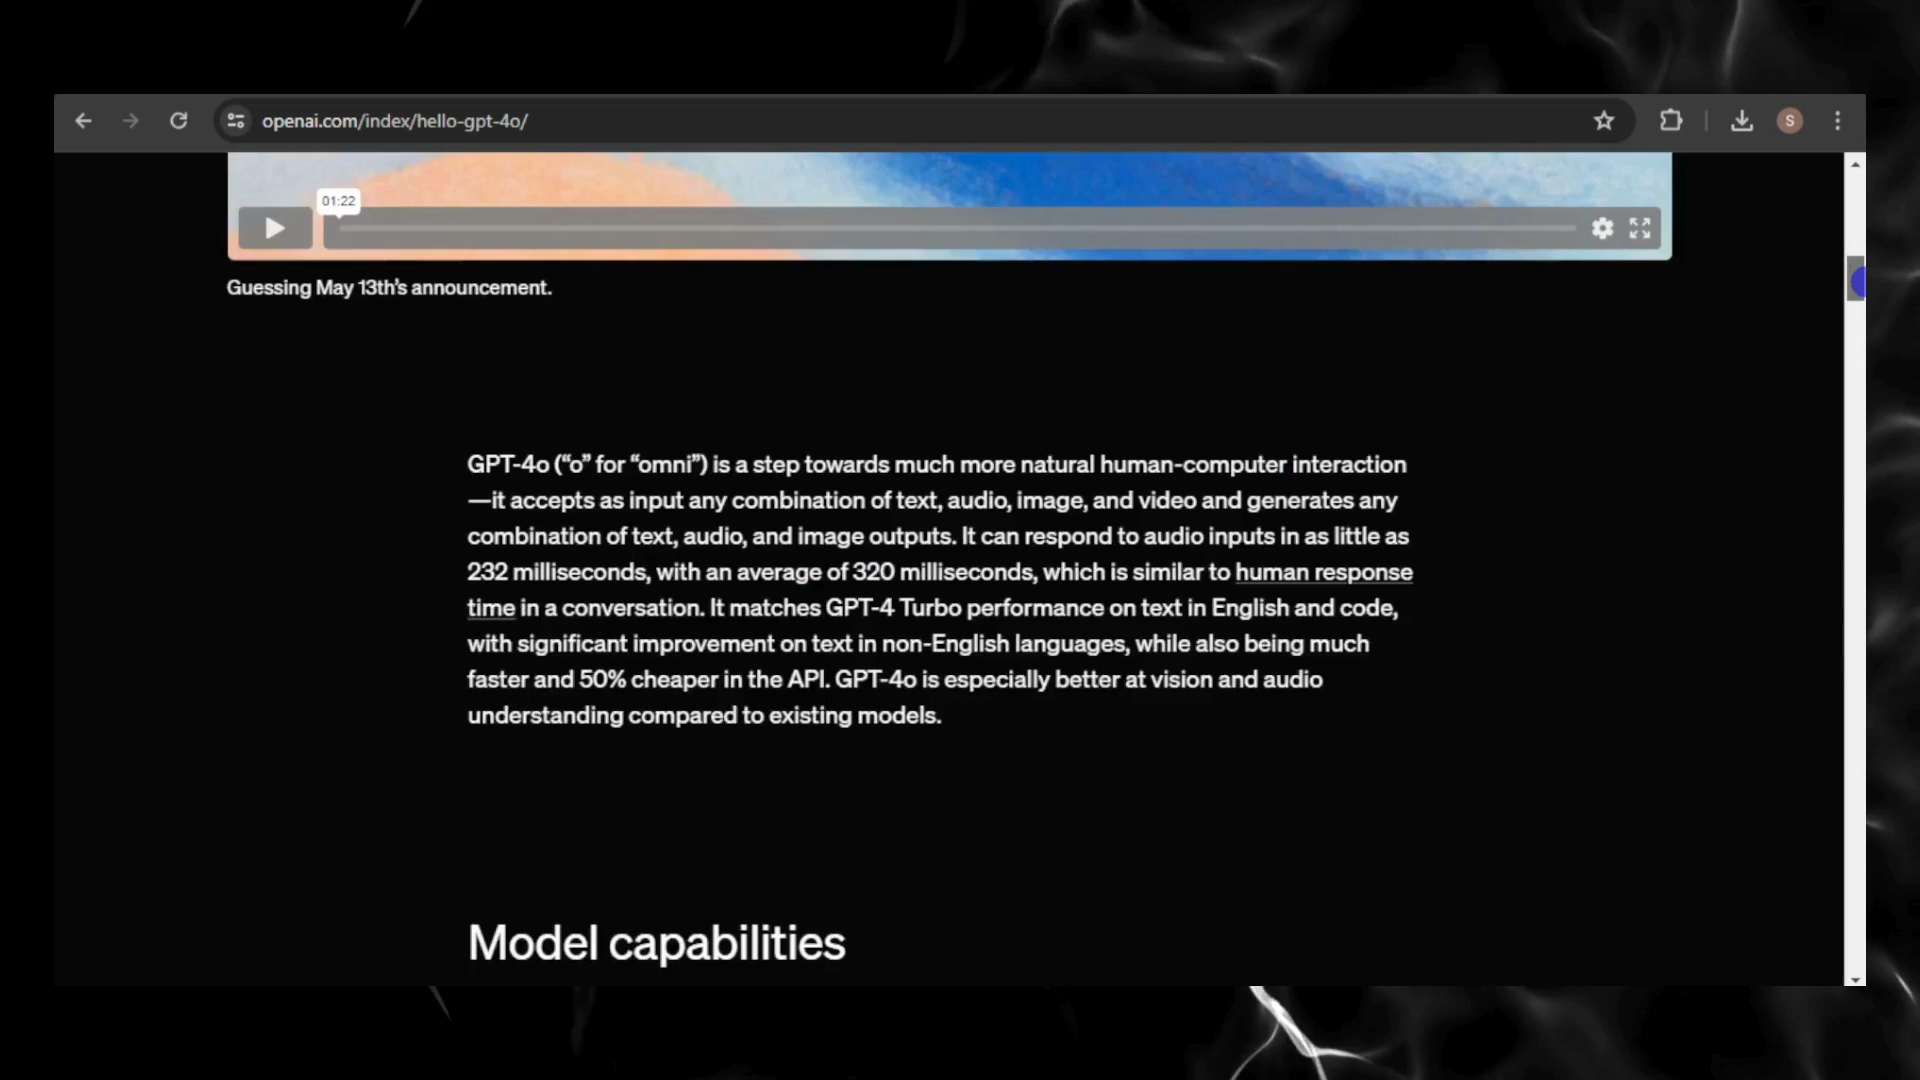 openai.com/index/hello-gpt-4o/
S
01:22
Guessing May 13th’s announcement.
GPT-4o (“o” for “omni”) is a step towards much more natural human-computer interaction
—it accepts as input any combination of text, audio, image, and video and generates any
combination of text, audio, and image outputs. It can respond to audio inputs in as little as
232 milliseconds, with an average of 320 milliseconds, which is similar to human response
time in a conversation. It matches GPT-4 Turbo performance on text in English and code,
with significant improvement on text in non-English languages, while also being much
faster and 50% cheaper in the API. GPT-4o is especially better at vision and audio
understanding compared to existing models.
Model capabilities